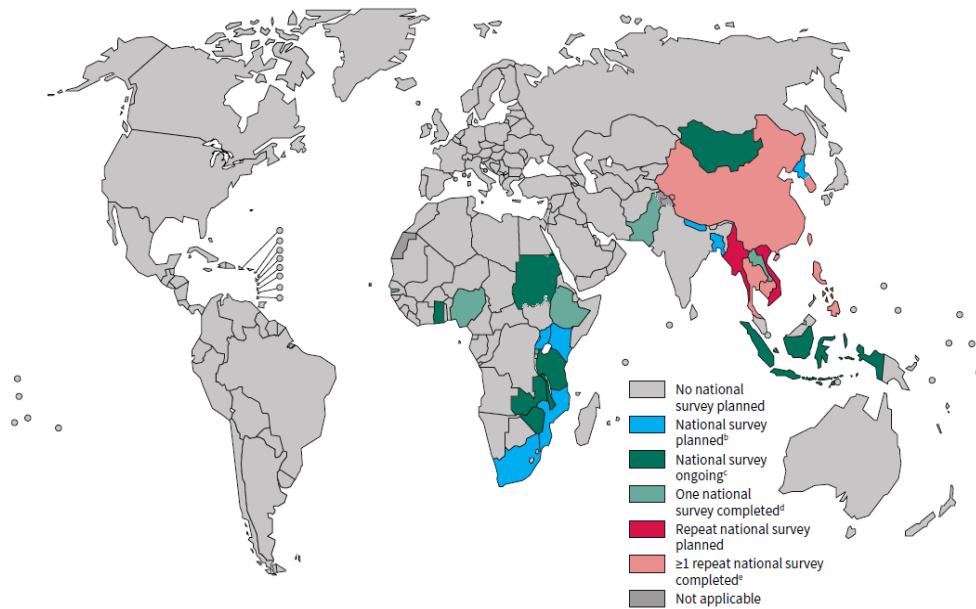 No national
survey planned
National survey
plannedᵇ
National survey
ongoingᶜ
One national
survey completedᵈ
Repeat national survey
planned
≥1 repeat national survey
completedᵉ
Not applicable